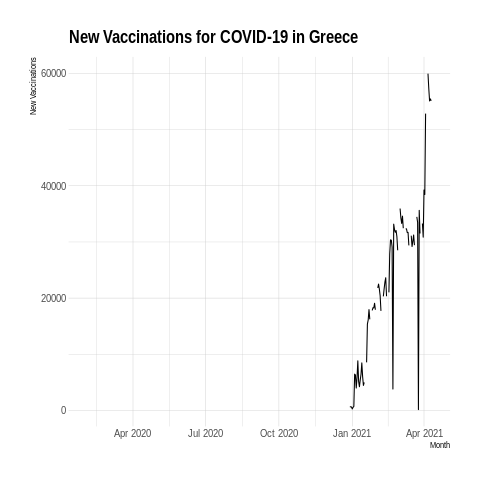 New Vaccinations for COVID-19 in Greece
New Vaccinations
60000
40000
20000
0
Apr 2020 Jul 2020 Oct 2020 Jan 2021 Apr 2021
Month